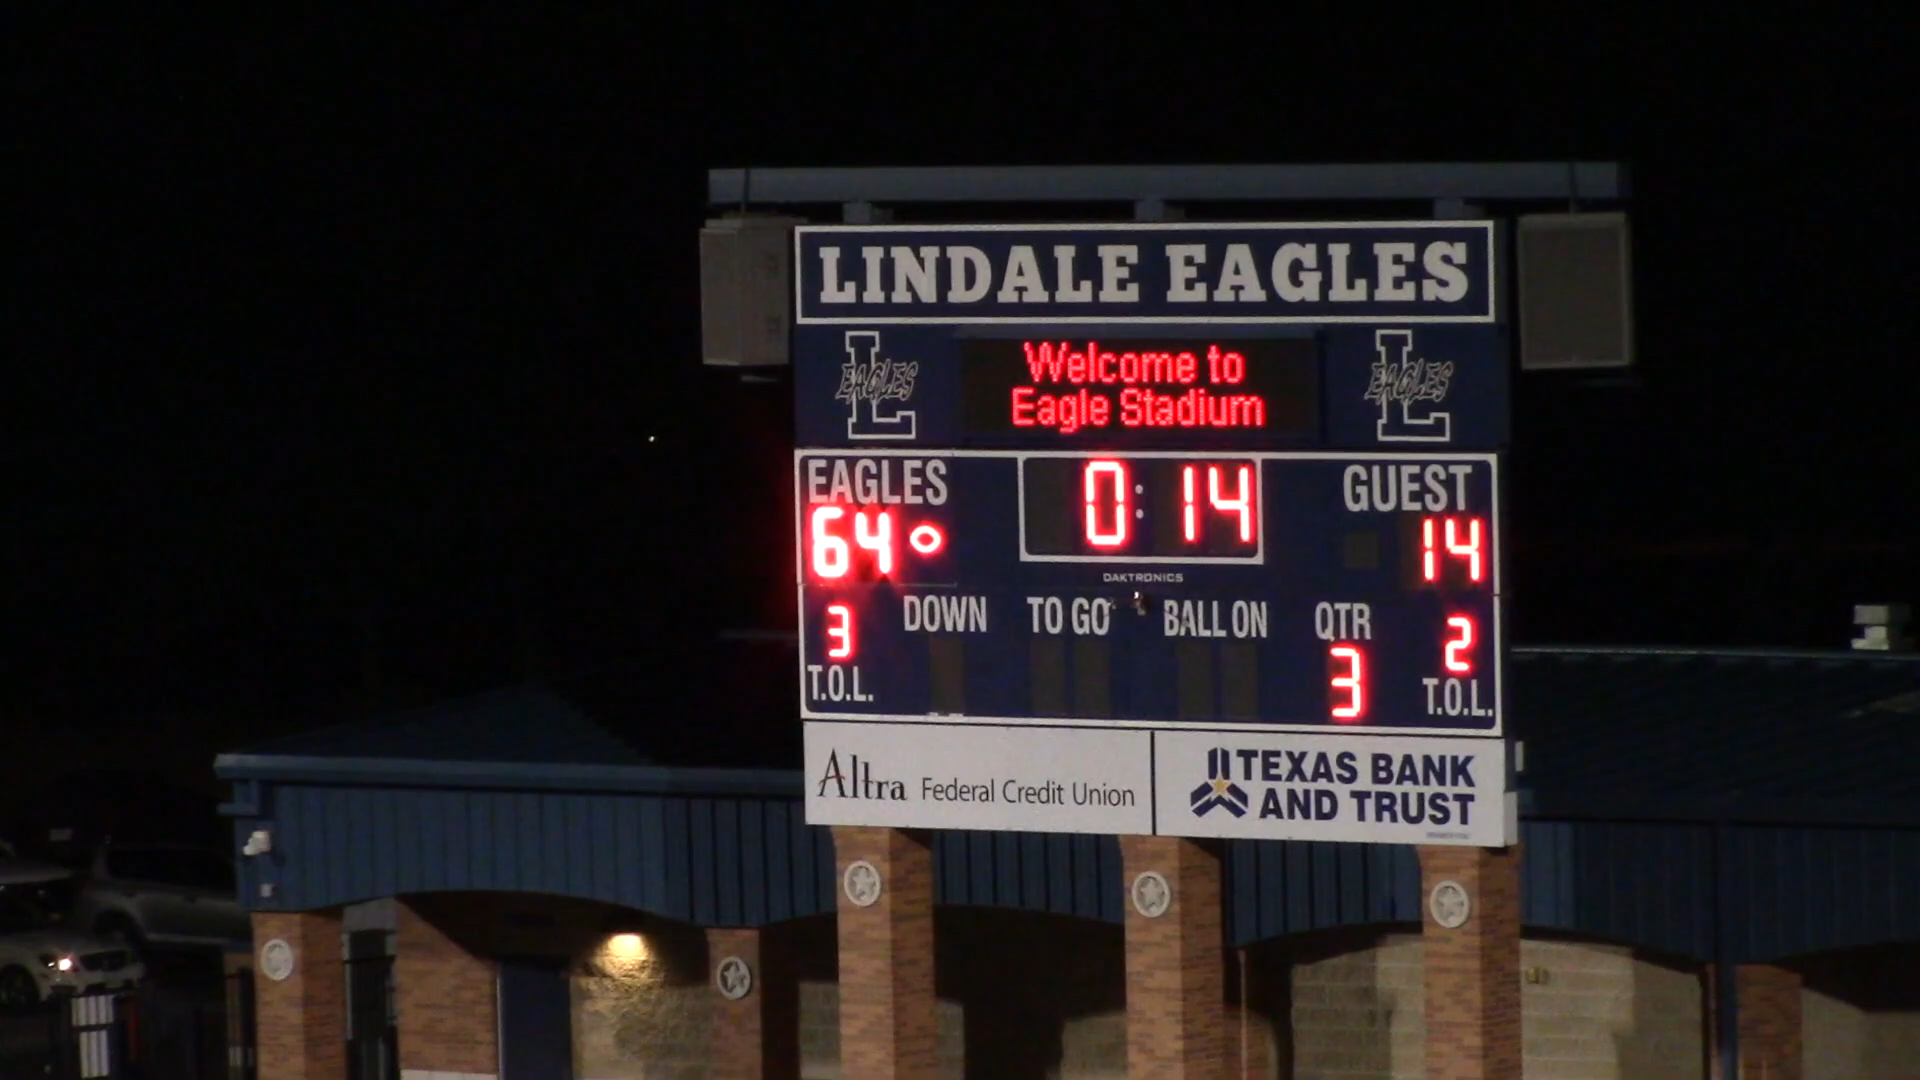 LINDALE EAGLES
L EAGLES
Welcome to
Eagle Stadium
L EAGLES
EAGLES
0:14
GUEST
64
14
DAKTRONICS
3
DOWN
TO GO
BALL ON
QTR
2
T.O.L.
3
T.O.L.
Altra Federal Credit Union
TEXAS BANK
AND TRUST